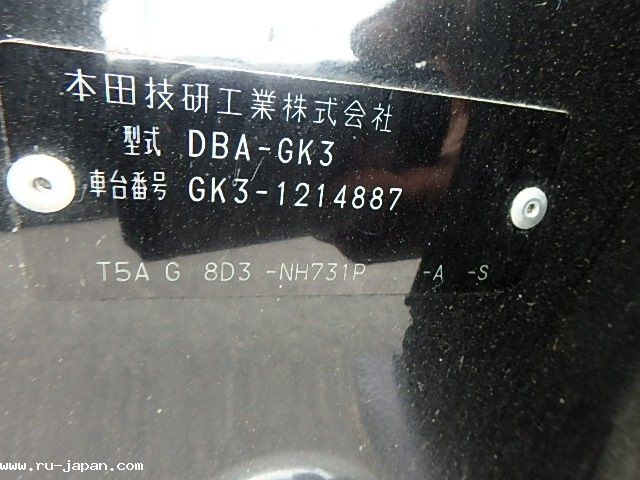 本田技研工業株式会社
型式 DBA-GK3
車台番号 GK3-1214887
T5A G 8D3 -NH731P -A -S
www.ru-japan.com